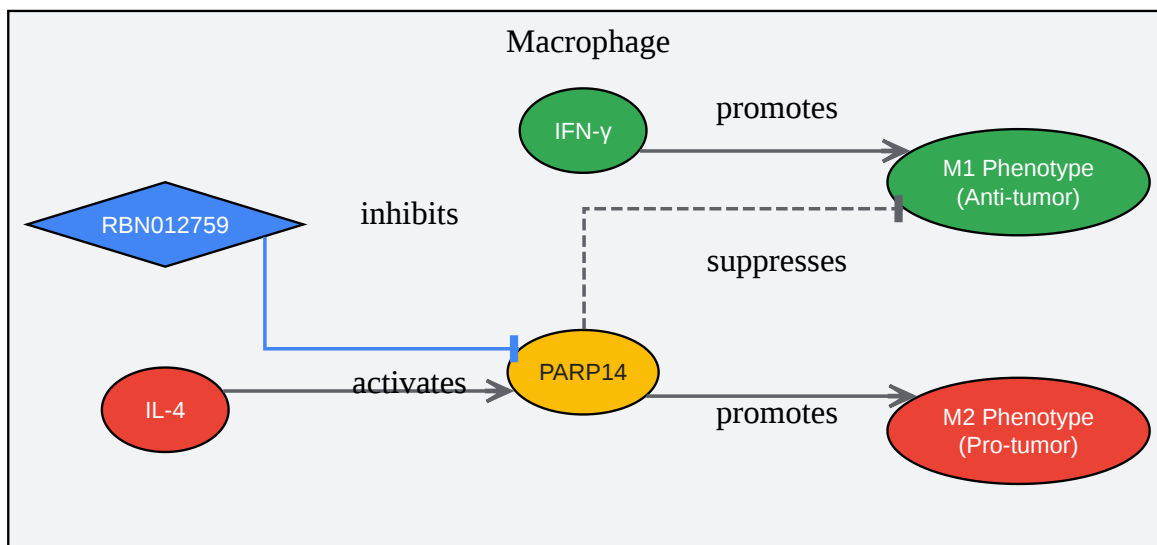 Macrophage
promotes
IFN-γ
M1 Phenotype
(Anti-tumor)
RBN012759
inhibits
suppresses
PARP14
activates
IL-4
promotes
M2 Phenotype
(Pro-tumor)